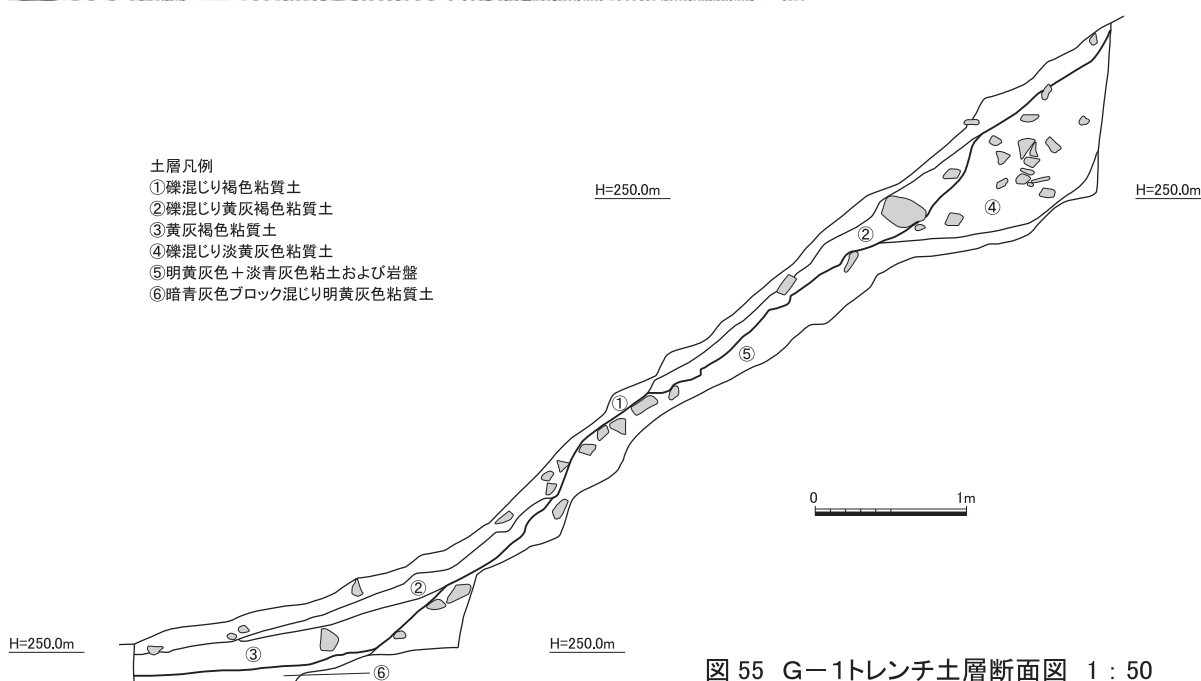 土層凡例
①礫混じり褐色粘質土
②礫混じり黄灰褐色粘質土
③黄灰褐色粘質土
④礫混じり淡黄灰色粘質土
⑤明黄灰色＋淡青灰色粘土および岩盤
⑥暗青灰色ブロック混じり明黄灰色粘質土
H=250.0m
H=250.0m
④
②
⑤
①
0 1m
②
H=250.0m
H=250.0m
③
⑥
図 55 G－1トレンチ土層断面図 1：50